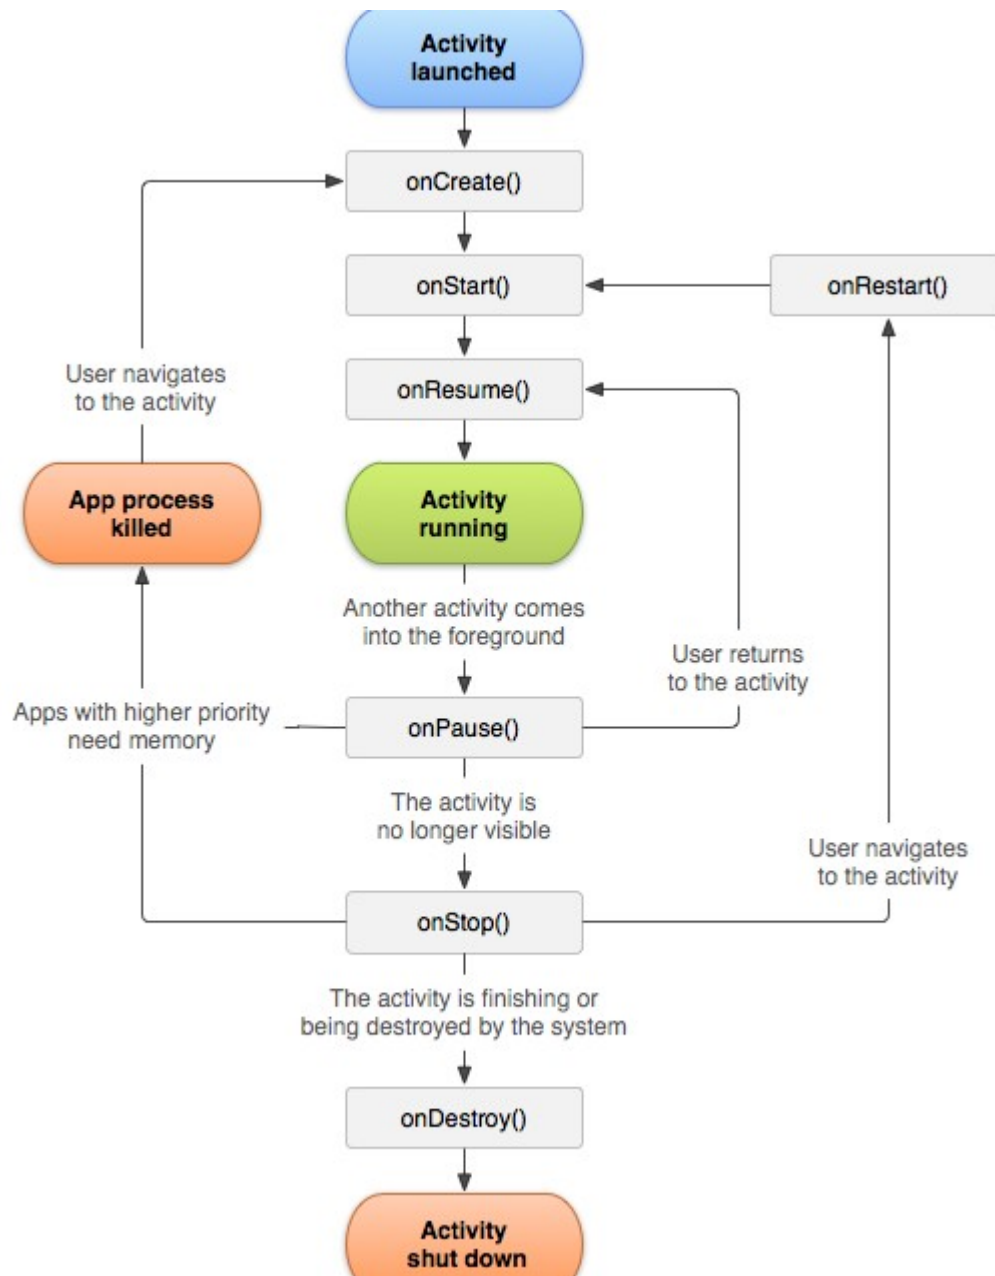 Activity
launched
onCreate()
onStart()
onRestart()
User navigates
to the activity
onResume()
App process
killed
Activity
running
Another activity comes
into the foreground
User returns
to the activity
Apps with higher priority
need memory
onPause()
The activity is
no longer visible
User navigates
to the activity
onStop()
The activity is finishing or
being destroyed by the system
onDestroy()
Activity
shut down